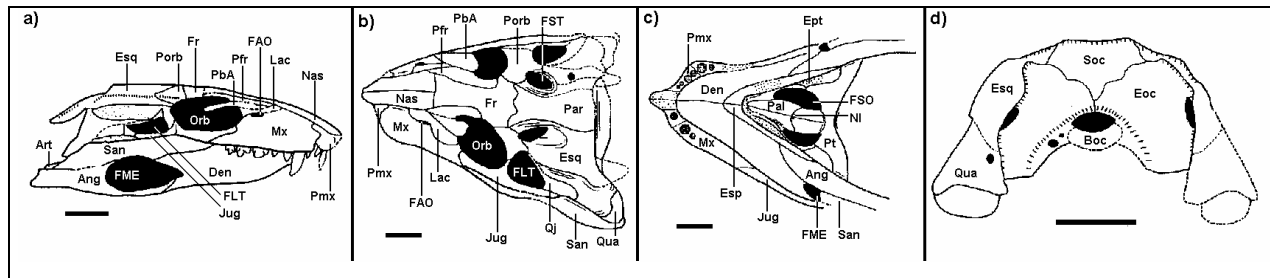 a)
Esq Porb Fr PbA Pfr FAO Lac Nas
Orb Mx
Art San
Ang FME Den
FLT Pmx
Jug
b)
Pfr PbA Porb FST
Nas Fr Par
Mx Orb Esq
FLT
Pmx Lac
FAO Jug Qj San Qua
c)
Pmx Ept
Den Pal FSO
NI
Mx Pt
Ang
Esp Jug FME San
d)
Soc
Esq Eoc
Boc
Qua